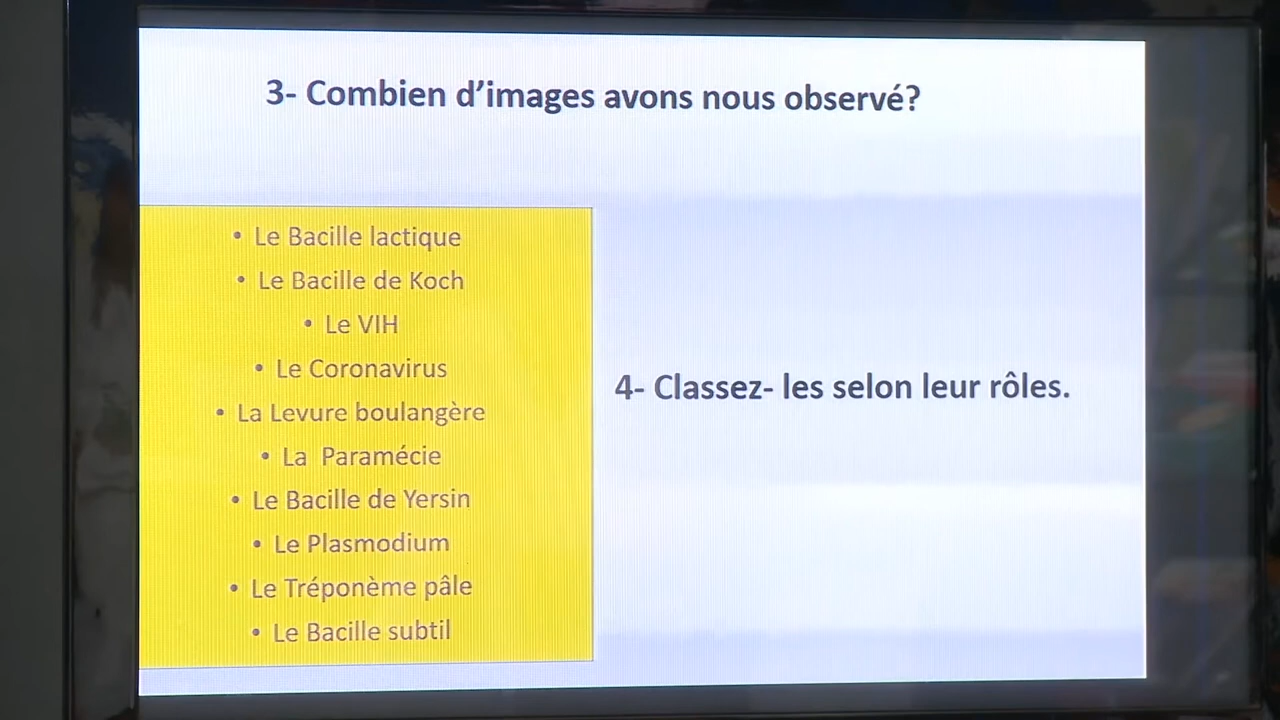 3- Combien d'images avons nous observé?
• Le Bacille lactique
• Le Bacille de Koch
• Le VIH
• Le Coronavirus
• La Levure boulangère
• La Paramécie
• Le Bacille de Yersin
• Le Plasmodium
• Le Tréponème pâle
• Le Bacille subtil
4- Classez- les selon leur rôles.